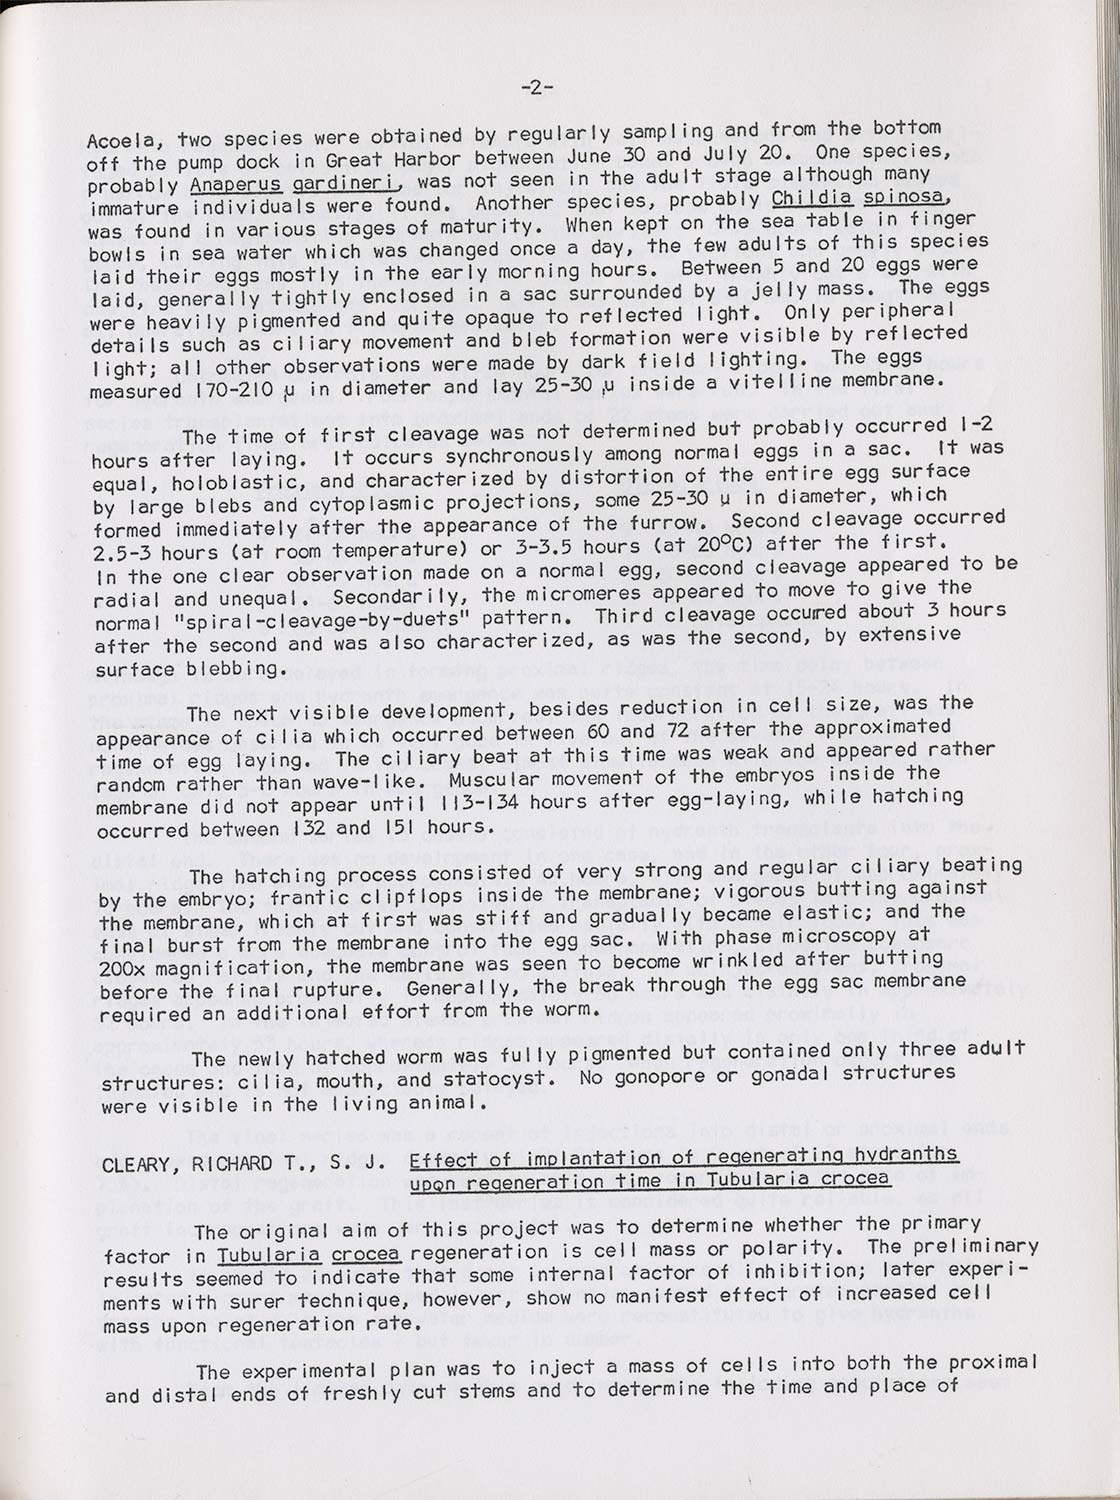 -2-
Acoela, two species were obtained by regularly sampling and from the bottom
off the pump dock in Great Harbor between June 30 and July 20. One species,
probably Anaperus gardineri, was not seen in the adult stage although many
immature individuals were found. Another species, probably Childia spinosa,
was found in various stages of maturity. When kept on the sea table in finger
bowls in sea water which was changed once a day, the few adults of this species
laid their eggs mostly in the early morning hours. Between 5 and 20 eggs were
laid, generally tightly enclosed in a sac surrounded by a jelly mass. The eggs
were heavily pigmented and quite opaque to reflected light. Only peripheral
details such as ciliary movement and bleb formation were visible by reflected
light; all other observations were made by dark field lighting. The eggs
measured 170-210 µ in diameter and lay 25-30 µ inside a vitelline membrane.
The time of first cleavage was not determined but probably occurred 1-2
hours after laying. It occurs synchronously among normal eggs in a sac. It was
equal, holoblastic, and characterized by distortion of the entire egg surface
by large blebs and cytoplasmic projections, some 25-30 µ in diameter, which
formed immediately after the appearance of the furrow. Second cleavage occurred
2.5-3 hours (at room temperature) or 3-3.5 hours (at 20°C) after the first.
In the one clear observation made on a normal egg, second cleavage appeared to be
radial and unequal. Secondarily, the micromeres appeared to move to give the
normal "spiral-cleavage-by-duets" pattern. Third cleavage occurred about 3 hours
after the second and was also characterized, as was the second, by extensive
surface blebbing.
The next visible development, besides reduction in cell size, was the
appearance of cilia which occurred between 60 and 72 after the approximated
time of egg laying. The ciliary beat at this time was weak and appeared rather
random rather than wave-like. Muscular movement of the embryos inside the
membrane did not appear until 113-134 hours after egg-laying, while hatching
occurred between 132 and 151 hours.
The hatching process consisted of very strong and regular ciliary beating
by the embryo; frantic clipflops inside the membrane; vigorous butting against
the membrane, which at first was stiff and gradually became elastic; and the
final burst from the membrane into the egg sac. With phase microscopy at
200x magnification, the membrane was seen to become wrinkled after butting
before the final rupture. Generally, the break through the egg sac membrane
required an additional effort from the worm.
The newly hatched worm was fully pigmented but contained only three adult
structures: cilia, mouth, and statocyst. No gonopore or gonadal structures
were visible in the living animal.
CLEARY, RICHARD T., S. J. Effect of implantation of regenerating hydranths
upon regeneration time in Tubularia crocea
The original aim of this project was to determine whether the primary
factor in Tubularia crocea regeneration is cell mass or polarity. The preliminary
results seemed to indicate that some internal factor of inhibition; later experi-
ments with surer technique, however, show no manifest effect of increased cell
mass upon regeneration rate.
The experimental plan was to inject a mass of cells into both the proximal
and distal ends of freshly cut stems and to determine the time and place of